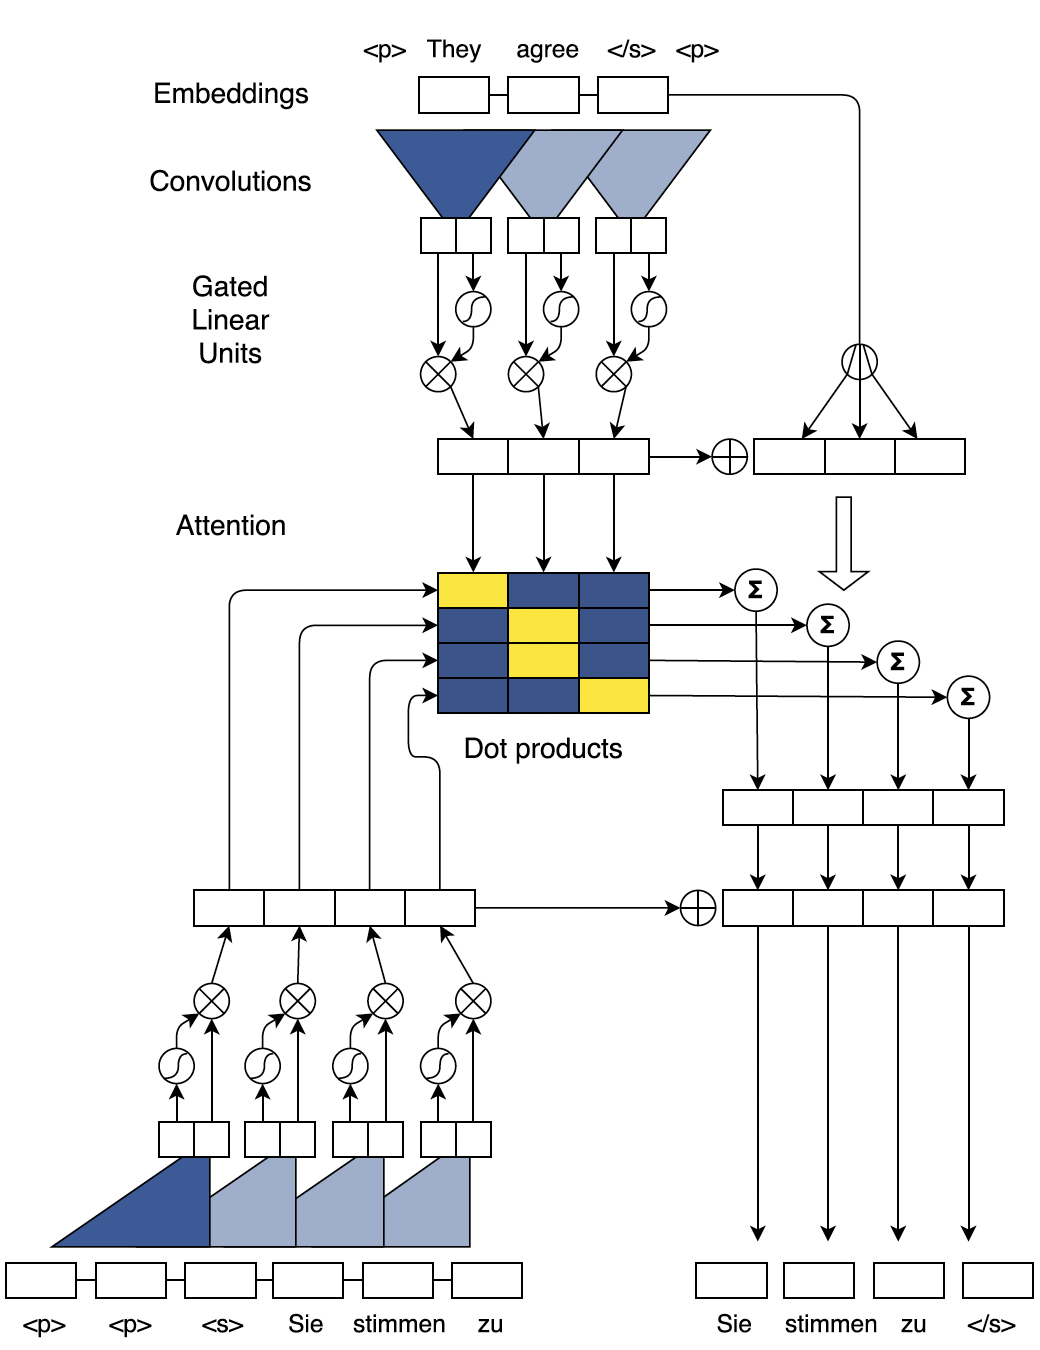 <p> They agree </s> <p>
Embeddings
Convolutions
Gated
Linear
Units
Attention
Σ
Σ
Σ
Σ
Dot products
<p> <p> <s> Sie stimmen zu
Sie stimmen zu </s>